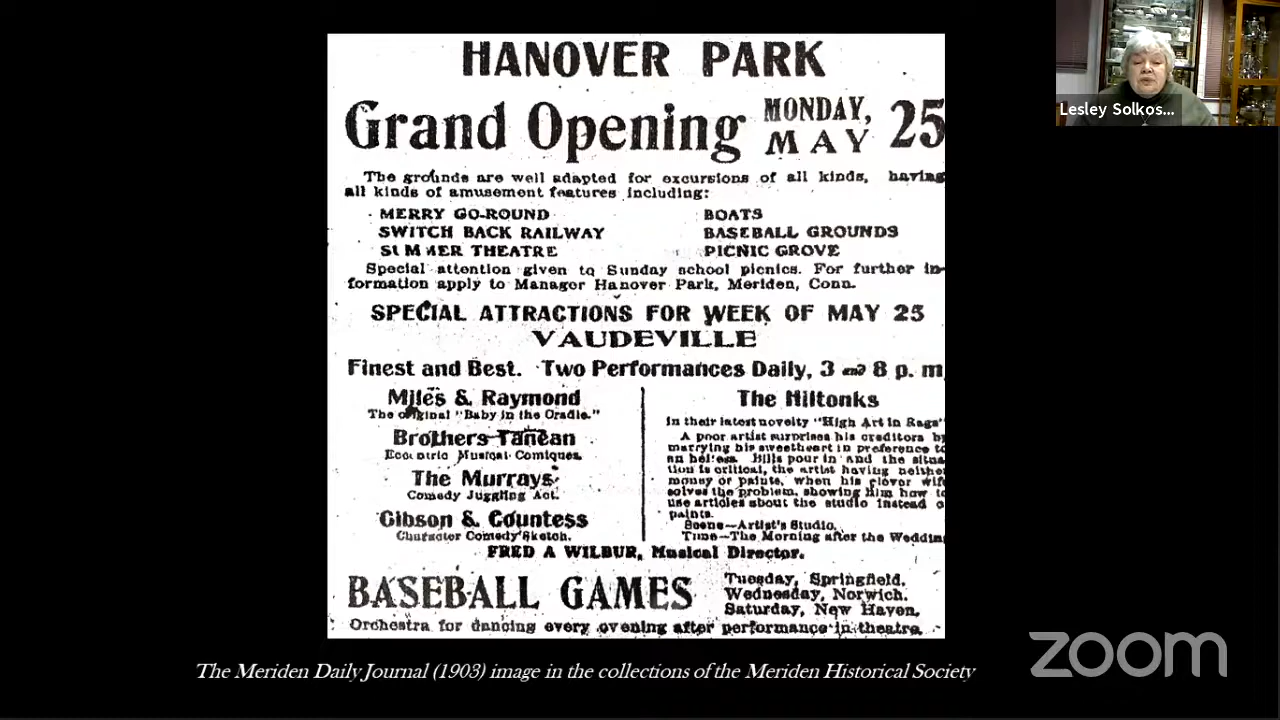 HANOVER PARK
Grand Opening MONDAY, MAY 25
The grounds are well adapted for excursions of all kinds, having
all kinds of amusement features including:
MERRY GO-ROUND BOATS
SWITCH BACK RAILWAY BASEBALL GROUNDS
SUMMER THEATRE PICNIC GROVE
Special attention given to Sunday school picnics. For further in-
formation apply to Manager Hanover Park, Meriden, Conn.
SPECIAL ATTRACTIONS FOR WEEK OF MAY 25
VAUDEVILLE
Finest and Best. Two Performances Daily, 3 and 8 p. m
Miles & Raymond
The original "Baby in the Cradle."
Brothers Tanean
Eccentric Musical Comiques.
The Murrays
Comedy Juggling Act.
Gibson & Countess
Character Comedy Sketch.
The Hiltonks
In their latest novelty "High Art in Rags"
A poor artist surprises his creditors by
marrying his sweetheart in preference to
an heiress. Bills pour in and the situa
tion is critical, the artist having neithe
money or paints, when his clever wife
solves the problem, showing him how to
use articles about the studio instead o
paints.
Scene—Artist's Studio.
Time—The Morning after the Weddin
FRED A WILBUR, Musical Director.
BASEBALL GAMES
Tuesday, Springfield.
Wednesday, Norwich.
Saturday, New Haven.
Orchestra for dancing every evening after performance in theatre.
The Meriden Daily Journal (1903) image in the collections of the Meriden Historical Society
Lesley Solkos...
zoom